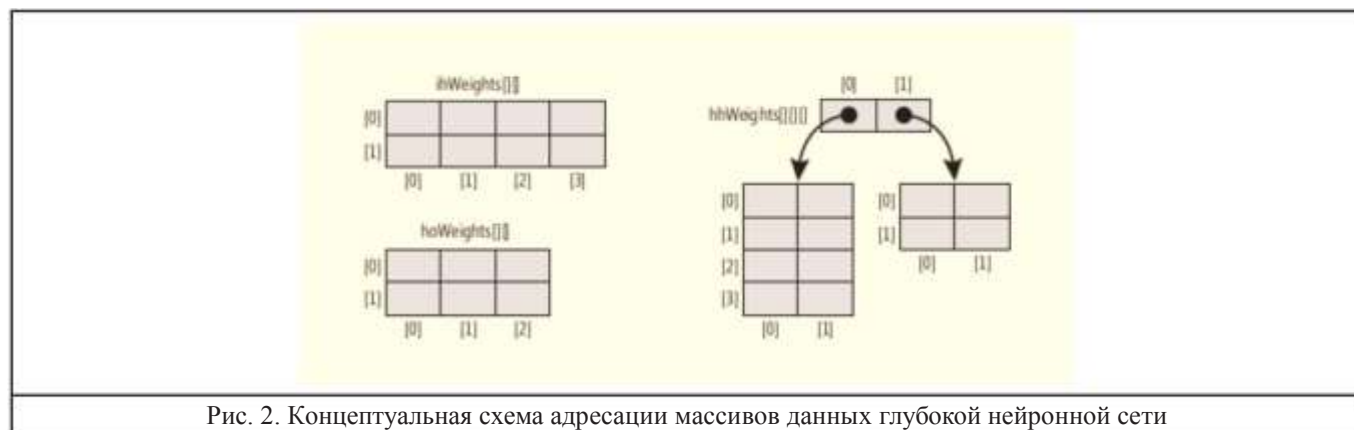 ihWeights[][]
[0]
[1]
[0] [1] [2] [3]
hoWeights[][]
[0]
[1]
[0] [1] [2]
[0] [1]
hhWeights[][][]
[0]
[1]
[2]
[3]
[0] [1]
[0]
[1]
[0] [1]
Рис. 2. Концептуальная схема адресации массивов данных глубокой нейронной сети